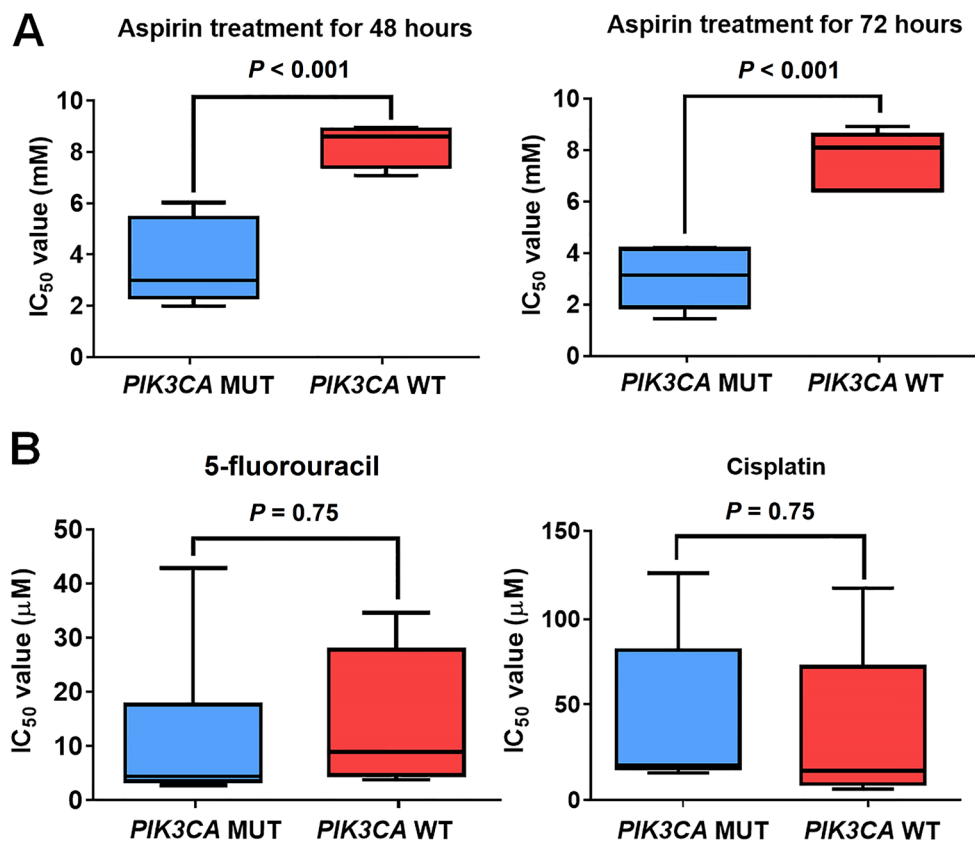 A
Aspirin treatment for 48 hours
P < 0.001
IC50 value (mM)
10
8
6
4
2
0
PIK3CA MUT
PIK3CA WT
Aspirin treatment for 72 hours
P < 0.001
IC50 value (mM)
10
8
6
4
2
0
PIK3CA MUT
PIK3CA WT
B
5-fluorouracil
P = 0.75
IC50 value (μM)
50
40
30
20
10
0
PIK3CA MUT
PIK3CA WT
Cisplatin
P = 0.75
IC50 value (μM)
150
100
50
0
PIK3CA MUT
PIK3CA WT